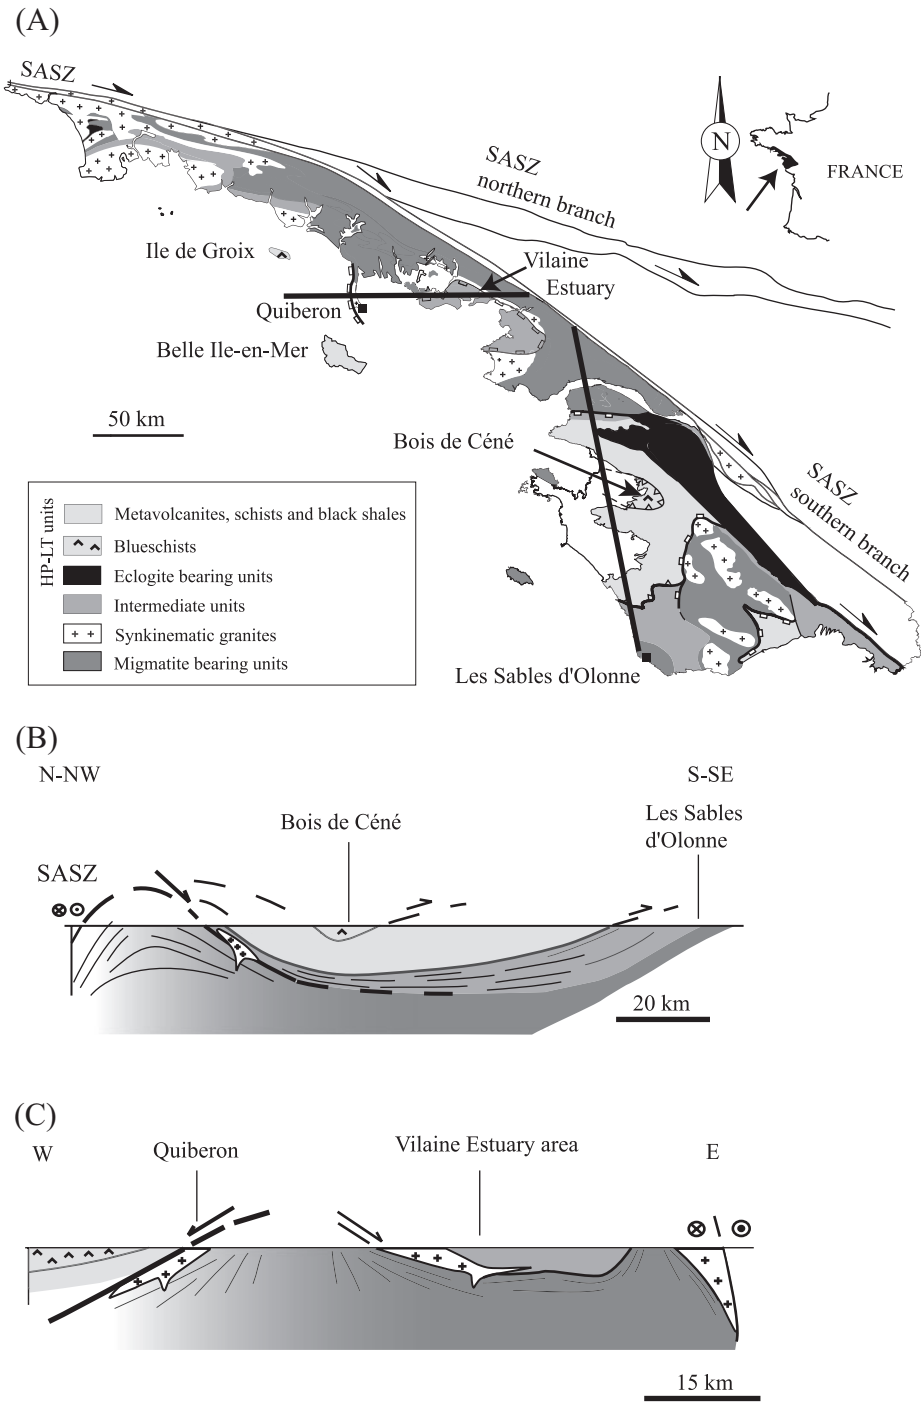 (A)
SASZ
N
FRANCE
SASZ
northern branch
Ile de Groix
Vilaine
Estuary
Quiberon
Belle Ile-en-Mer
50 km
Bois de Céné
SASZ
southern branch
HP-LT units
Metavolcanites, schists and black shales
Blueschists
Eclogite bearing units
Intermediate units
Synkinematic granites
Migmatite bearing units
Les Sables d'Olonne
(B)
N-NW
S-SE
Bois de Céné
Les Sables
d'Olonne
SASZ
20 km
(C)
W
Quiberon
Vilaine Estuary area
E
15 km